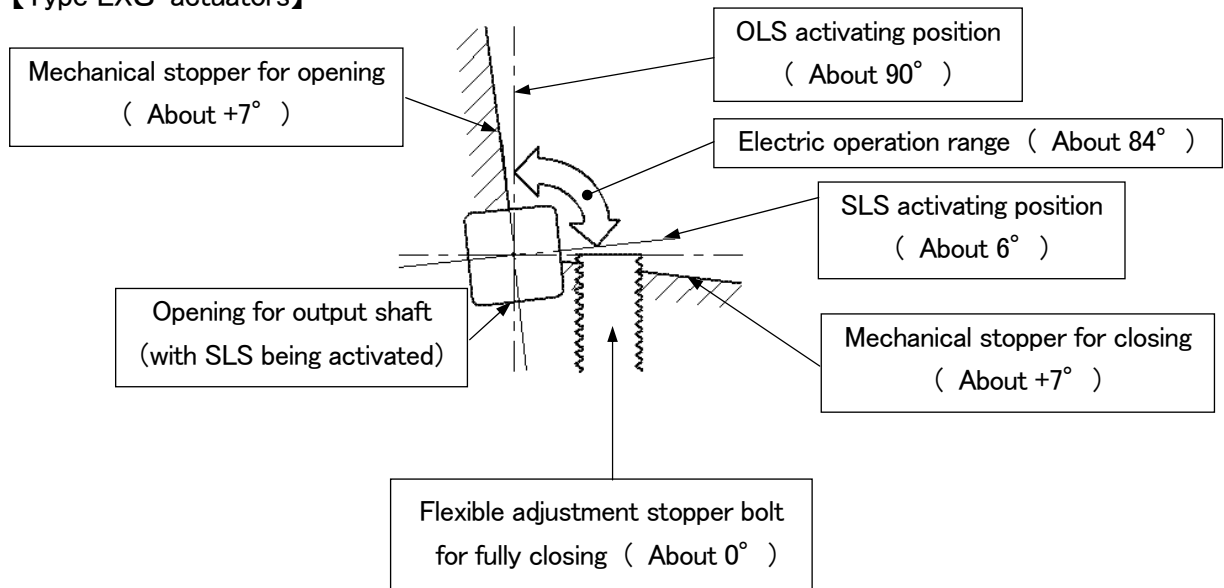 【Type EXS actuators】
OLS activating position
( About 90° )
Mechanical stopper for opening
( About +7° )
Electric operation range ( About 84° )
SLS activating position
( About 6° )
Opening for output shaft
(with SLS being activated)
Mechanical stopper for closing
( About +7° )
Flexible adjustment stopper bolt
for fully closing ( About 0° )